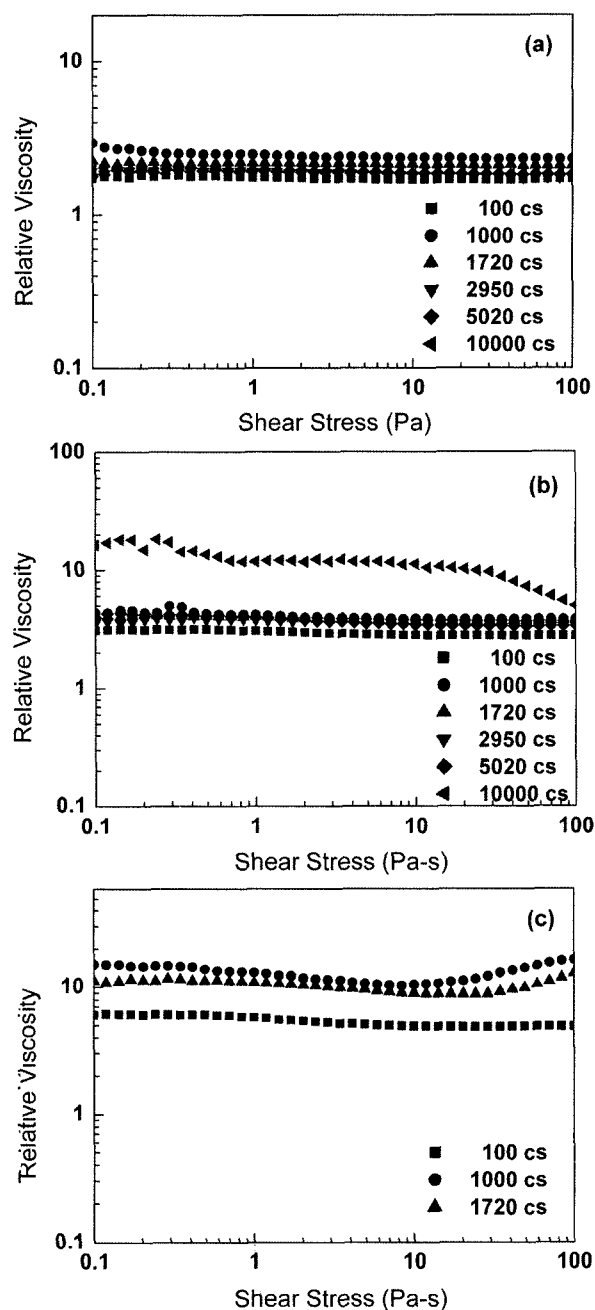 (a)
10
1
0.1
Relative Viscosity
100 cs
1000 cs
1720 cs
2950 cs
5020 cs
10000 cs
0.1 1 10 100
Shear Stress (Pa)
100
(b)
10
1
0.1
Relative Viscosity
100 cs
1000 cs
1720 cs
2950 cs
5020 cs
10000 cs
0.1 1 10 100
Shear Stress (Pa-s)
(c)
10
1
0.1
Relative Viscosity
100 cs
1000 cs
1720 cs
0.1 1 10 100
Shear Stress (Pa-s)